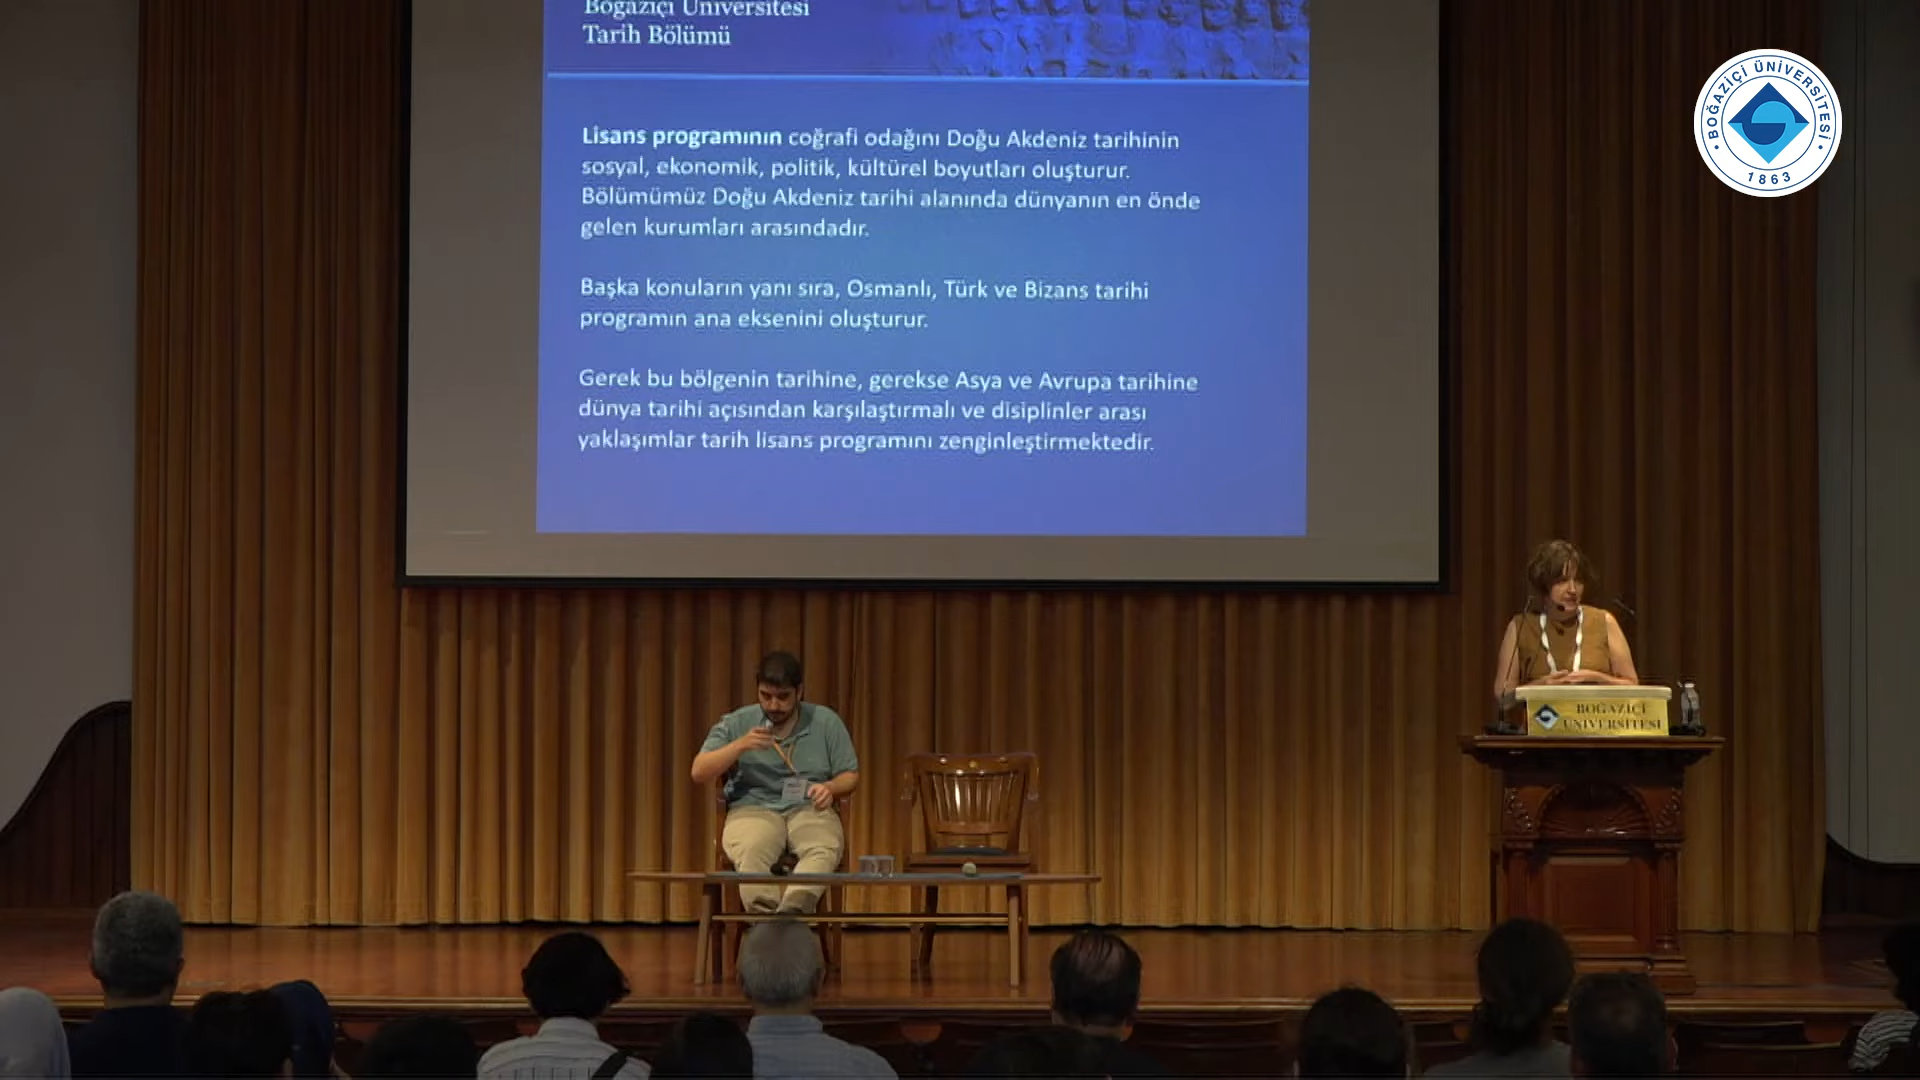 Boğaziçi Üniversitesi
Tarih Bölümü
Lisans programının coğrafi odağını Doğu Akdeniz tarihinin
sosyal, ekonomik, politik, kültürel boyutları oluşturur.
Bölümümüz Doğu Akdeniz tarihi alanında dünyanın en önde
gelen kurumları arasındadır.
Başka konuların yanı sıra, Osmanlı, Türk ve Bizans tarihi
programın ana eksenini oluşturur.
Gerek bu bölgenin tarihine, gerekse Asya ve Avrupa tarihine
dünya tarihi açısından karşılaştırmalı ve disiplinler arası
yaklaşımlar tarih lisans programını zenginleştirmektedir.
BOĞAZİÇİ ÜNİVERSİTESİ
1863
BOĞAZİÇİ
ÜNİVERSİTESİ